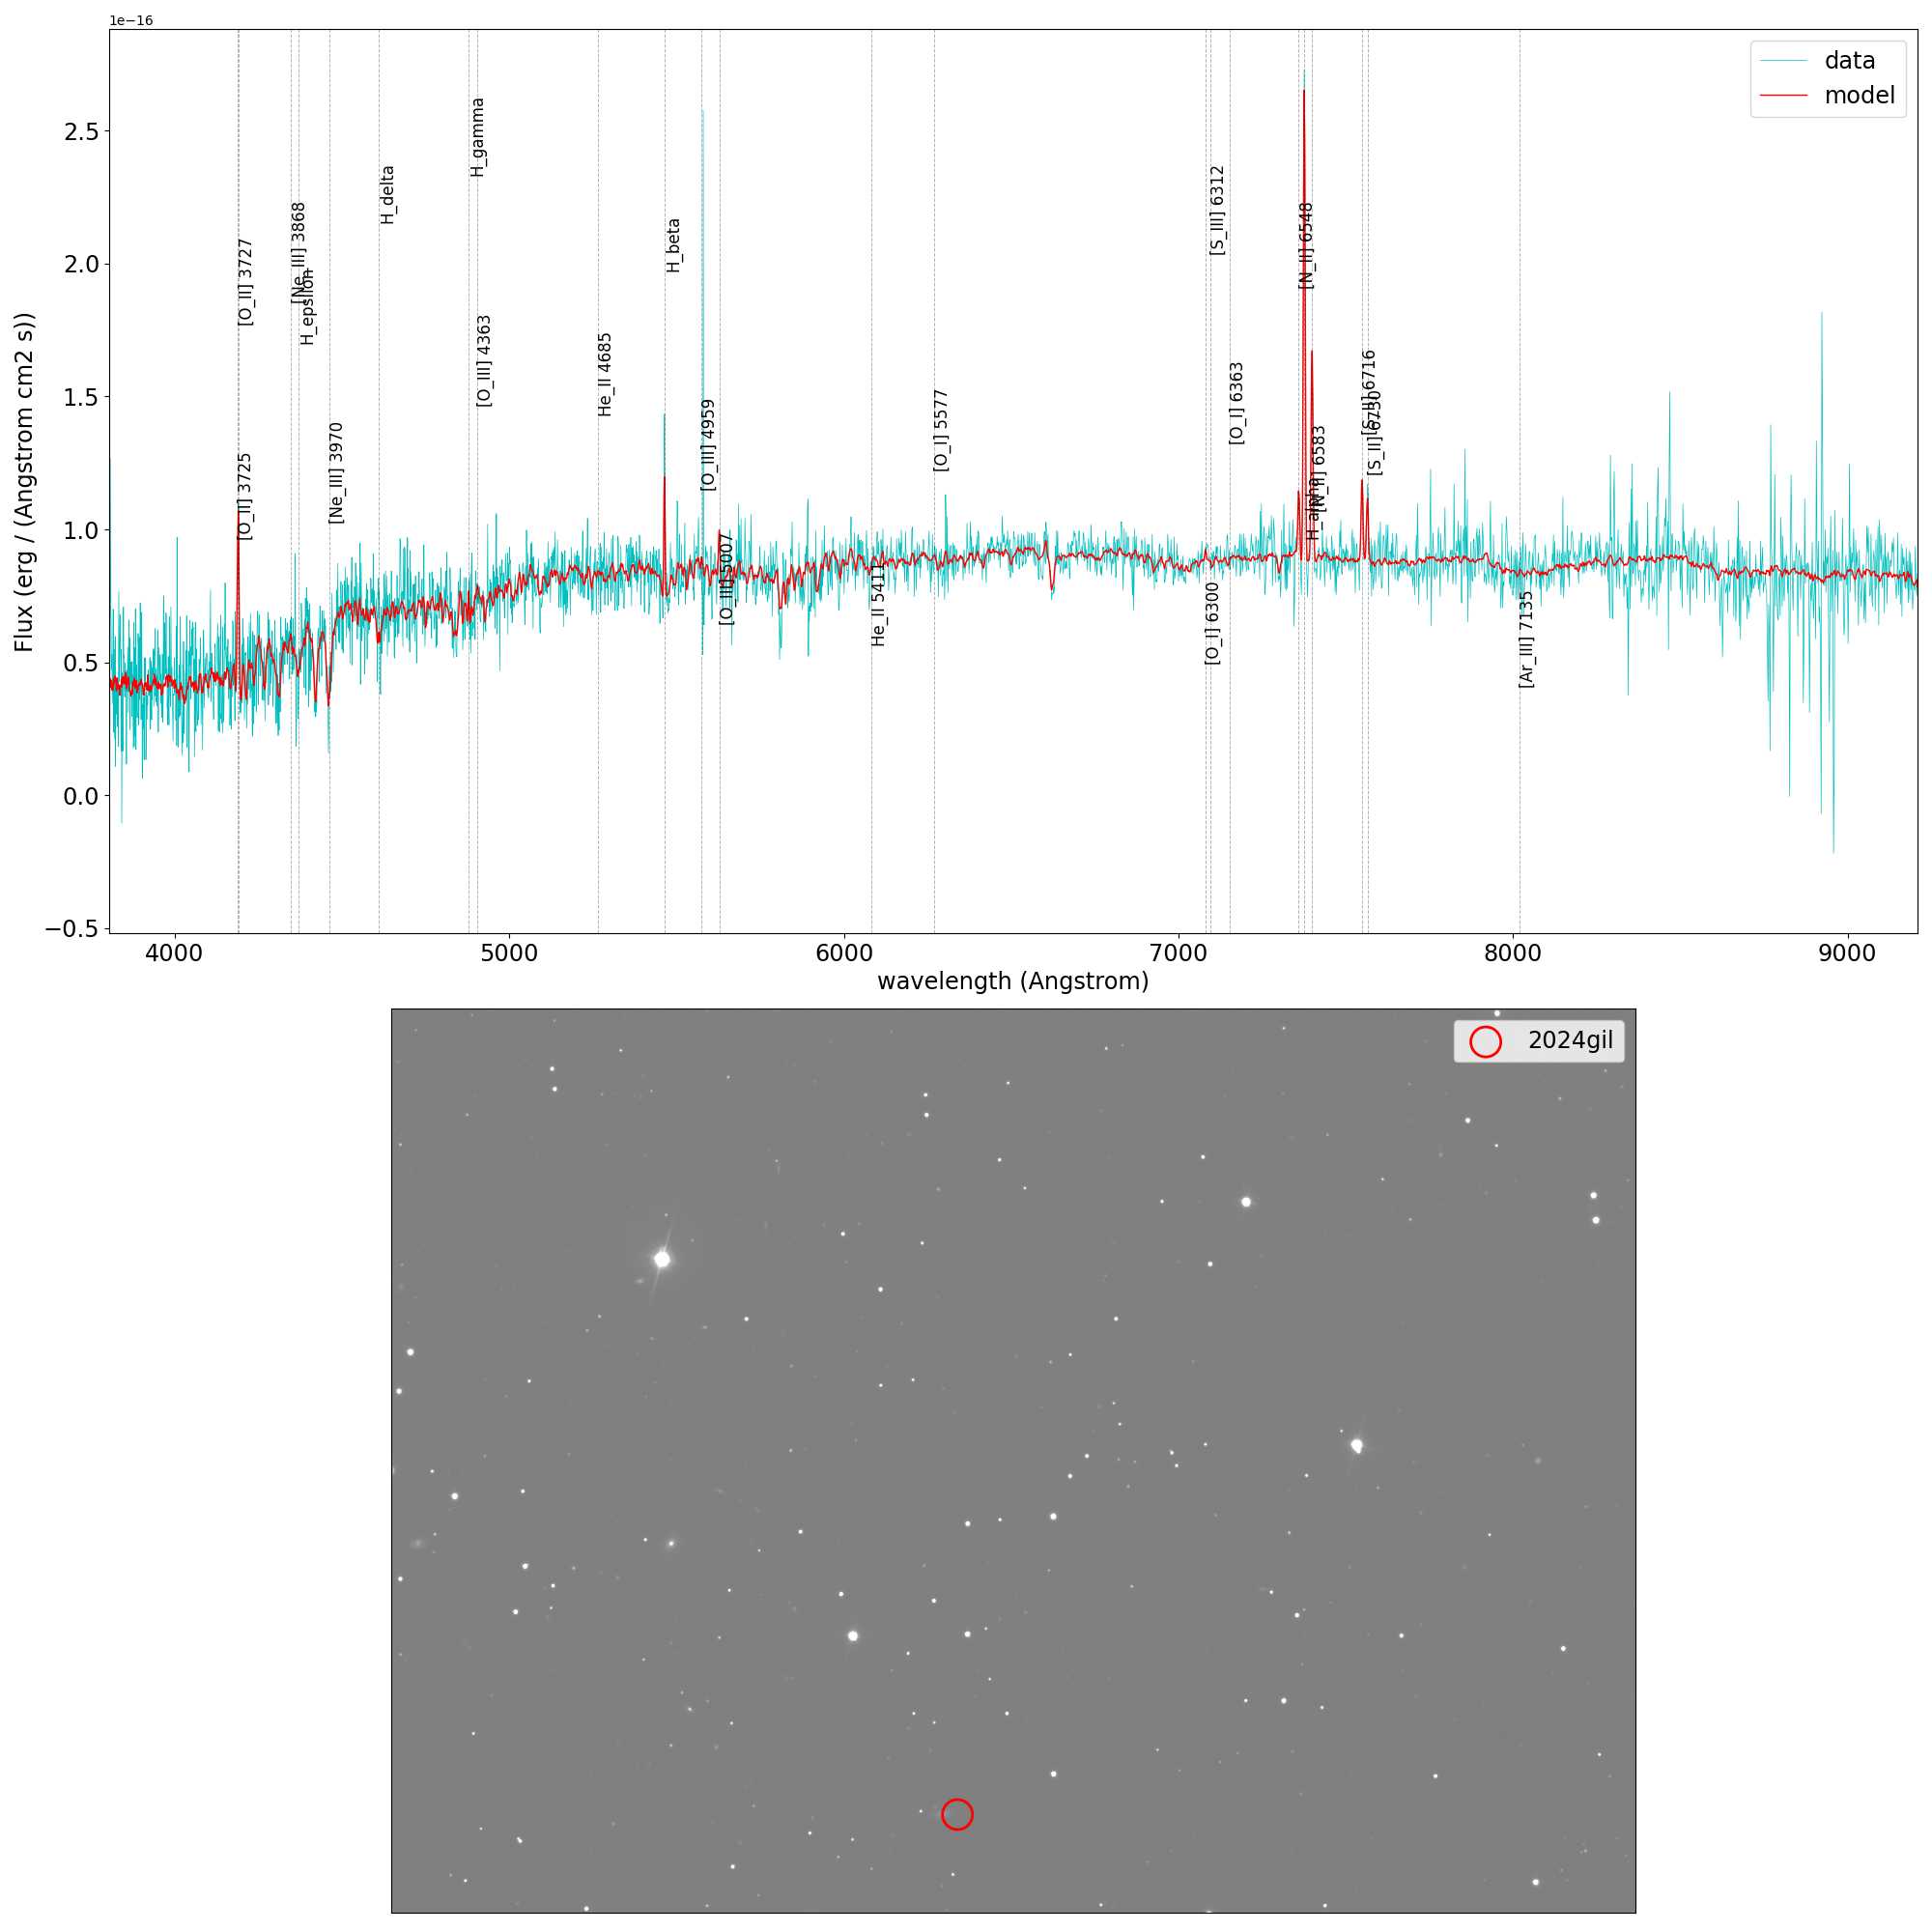 1e−16
data
model
H_gamma
H_delta
[S_III] 6312
[Ne_III] 3868
[N_II] 6548
H_beta
[O_II] 3727
H_epsilon
[O_III] 4363
He_II 4685
[S_II] 6716
[O_I] 6363
[S_II] 6730
[O_I] 5577
[O_III] 4959
[Ne_III] 3970
[N_II] 6583
[O_II] 3725
H_alpha
[O_III] 5007
He_II 5411
[O_I] 6300
[Ar_III] 7135
2.5
2.0
1.5
1.0
0.5
0.0
−0.5
Flux (erg / (Angstrom cm2 s))
4000 5000 6000 7000 8000 9000
wavelength (Angstrom)
2024gil